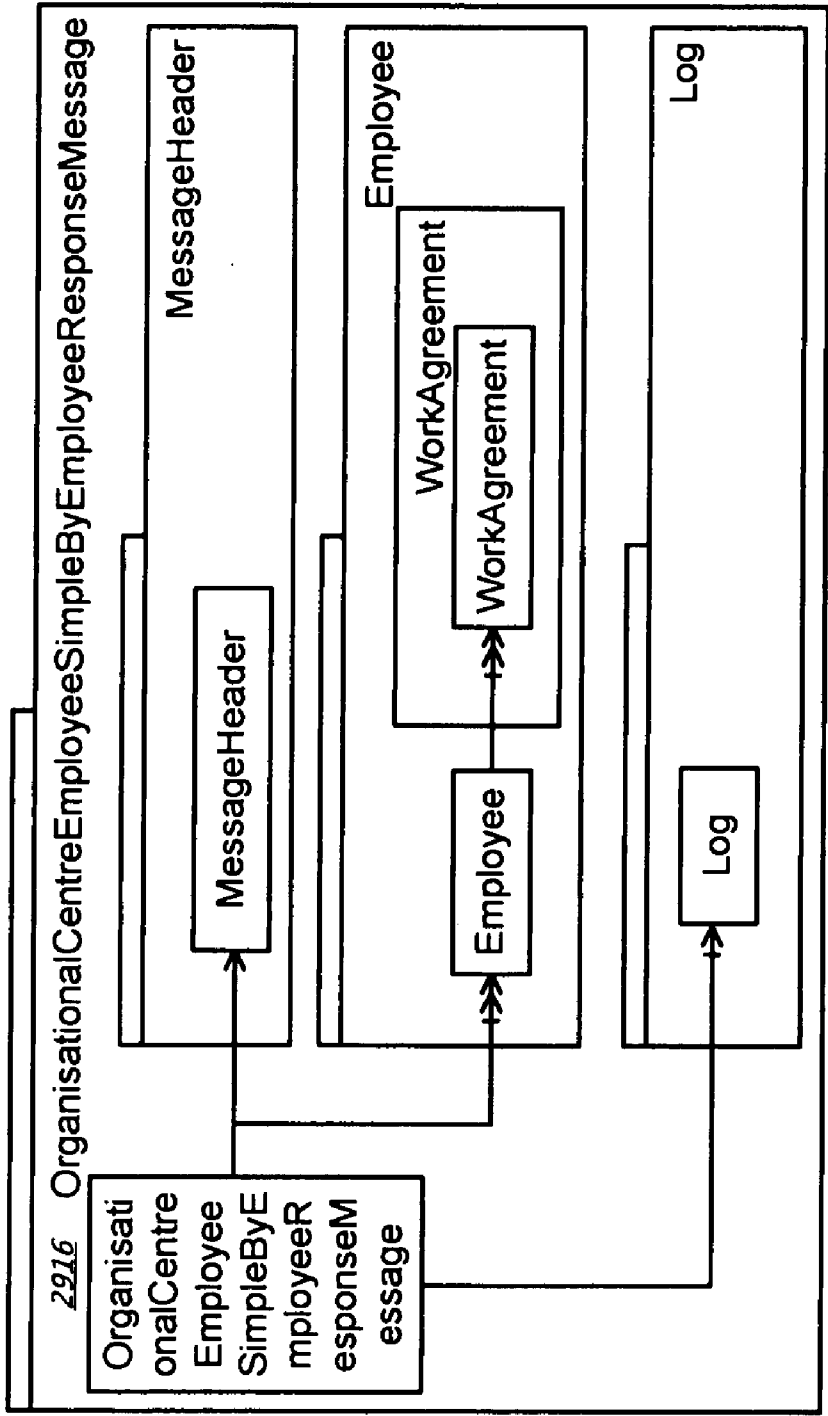 2916 OrganisationalCentreEmployeeSimpleByEmployeeResponseMessage
Organisati
onalCentre
Employee
SimpleByE
mployeeR
esponseM
essage
MessageHeader
MessageHeader
Employee
WorkAgreement
Employee
WorkAgreement
Log
Log